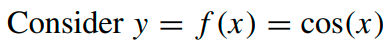 Consider y = f(x) = cos(x)